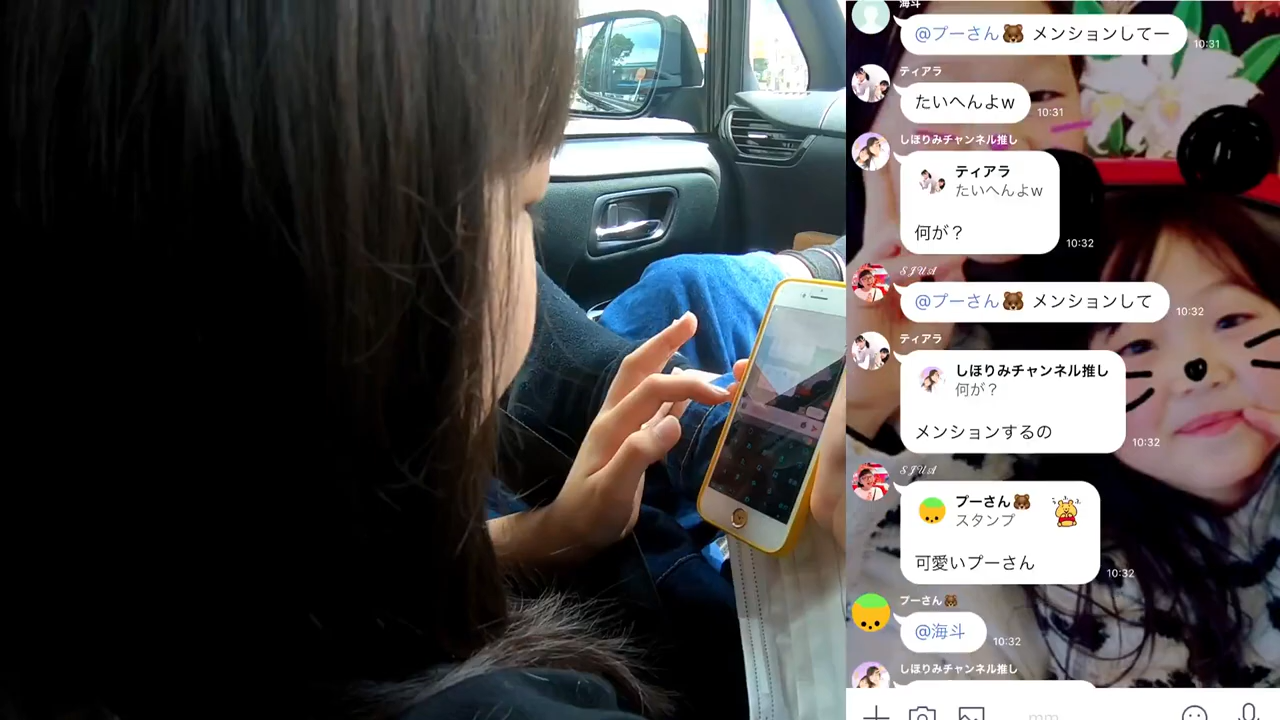 海斗
@プーさん🐻 メンションしてー
10:31
ティアラ
たいへんよw
10:31
しほりみチャンネル推し
ティアラ
たいへんよw
何が？
10:32
SJUA
@プーさん🐻 メンションして
10:32
ティアラ
しほりみチャンネル推し
何が？
メンションするの
10:32
SJUA
プーさん🐻
スタンプ
可愛いプーさん
10:32
プーさん🐻
@海斗
10:32
しほりみチャンネル推し
mm